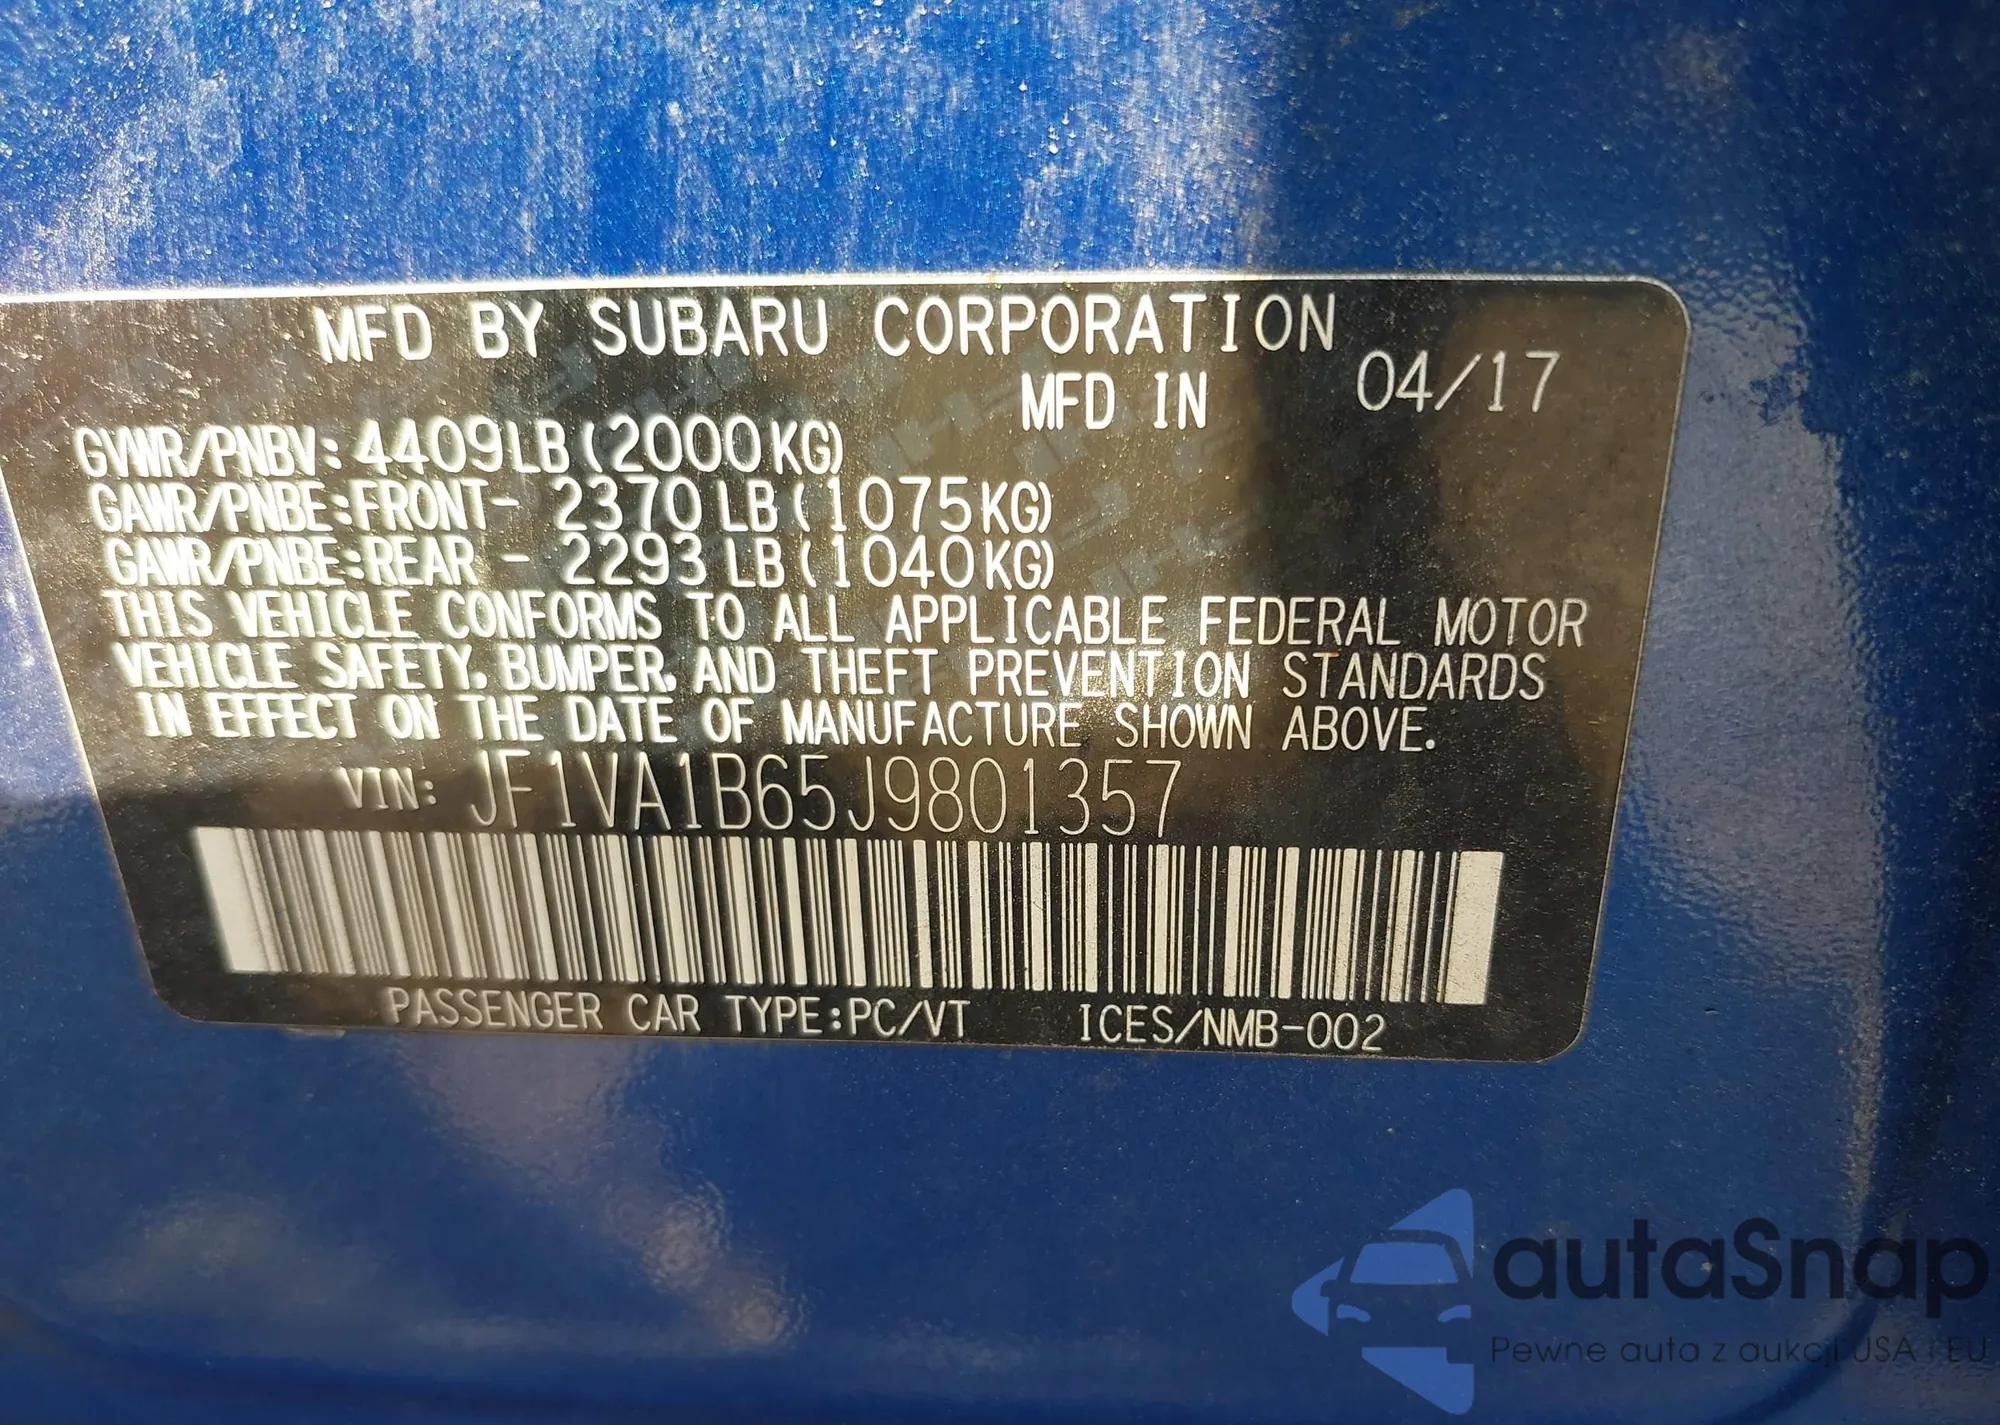 MFD BY SUBARU CORPORATION
MFD IN 04/17
GVWR/PNBV:4409LB(2000KG)
GAWR/PNBE:FRONT- 2370LB(1075KG)
GAWR/PNBE:REAR - 2293LB(1040KG)
THIS VEHICLE CONFORMS TO ALL APPLICABLE FEDERAL MOTOR
VEHICLE SAFETY, BUMPER, AND THEFT PREVENTION STANDARDS
IN EFFECT ON THE DATE OF MANUFACTURE SHOWN ABOVE.
VIN: JF1VA1B65J9801357
PASSENGER CAR TYPE:PC/VT ICES/NMB-002
autaSnap
Pewne auta z aukcji USA i EU